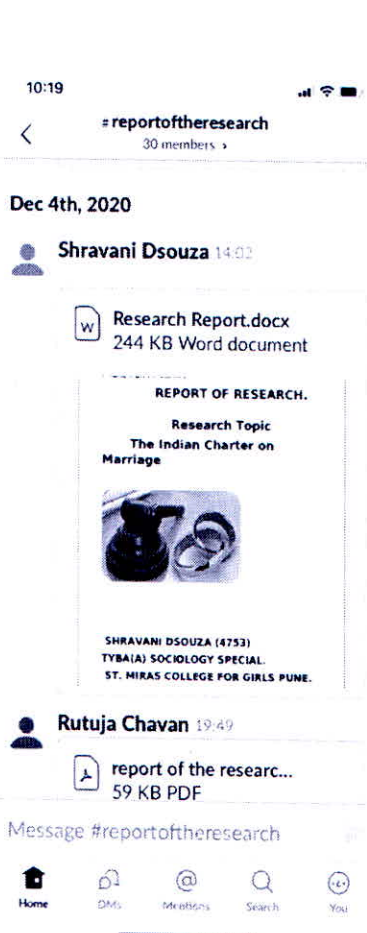 10:19
#reportoftheresearch
30 members >
Dec 4th, 2020
Shravani Dsouza 14:02
W
Research Report.docx
244 KB Word document
REPORT OF RESEARCH.
Research Topic
The Indian Charter on
Marriage
SHRAVANI DSOUZA (4753)
TYBA(A) SOCIOLOGY SPECIAL.
ST. MIRAS COLLEGE FOR GIRLS PUNE.
Rutuja Chavan 19:49
report of the researc...
59 KB PDF
Message #reportoftheresearch
Home DMs Mentions Search You